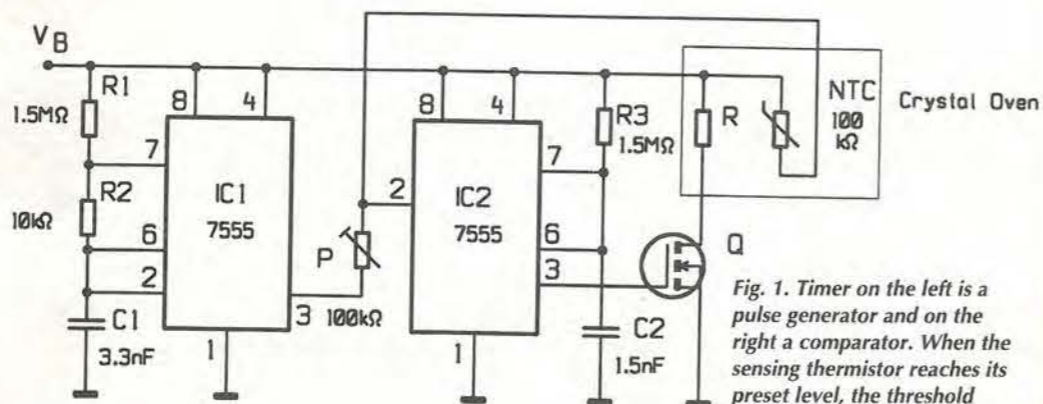 VB
R1
1.5MΩ
8
4
7
R2
10kΩ
IC1
7555
6
2
3
C1
3.3nF
1
P
100kΩ
2
8
4
IC2
7555
7
6
3
1
R3
1.5MΩ
C2
1.5nF
R
NTC
100
kΩ
Crystal Oven
Q
Fig. 1. Timer on the left is a
pulse generator and on the
right a comparator. When the
sensing thermistor reaches its
preset level, the threshold